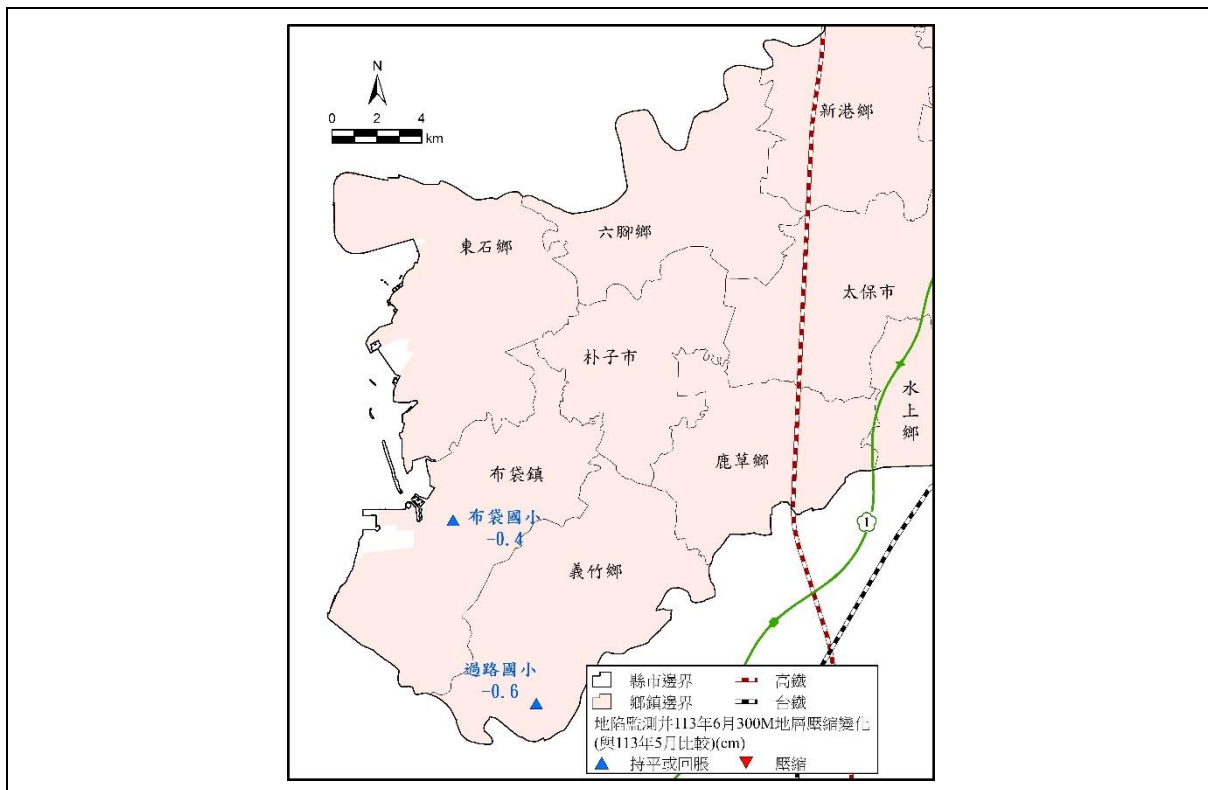 N
0 2 4
km
新港鄉
六腳鄉
東石鄉
太保市
朴子市
水上鄉
鹿草鄉
布袋鎮
布袋國小
-0.4
1
義竹鄉
過路國小
-0.6
縣市邊界 高鐵
鄉鎮邊界 台鐵
地陷監測井113年6月300M地層壓縮變化
(與113年5月比較)(cm)
持平或回脹 壓縮